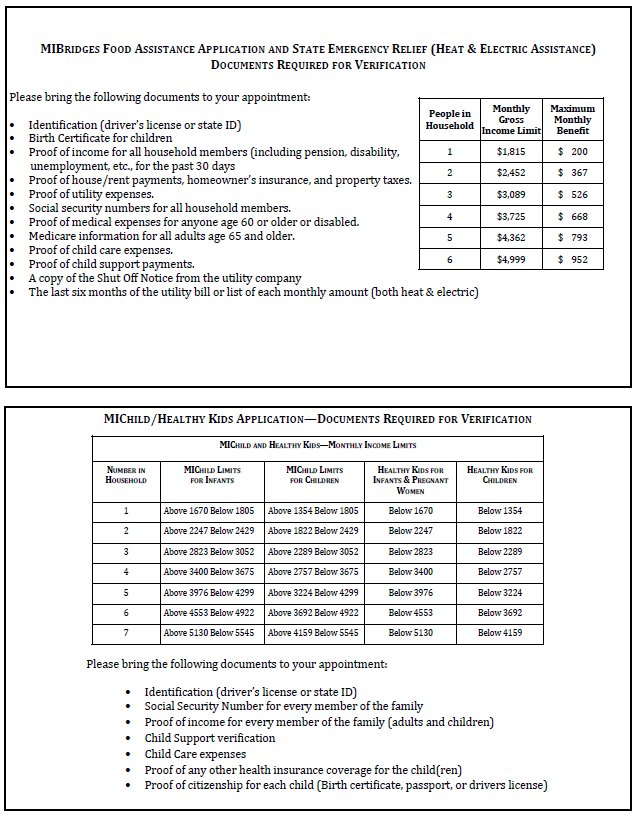 MIBRIDGES FOOD ASSISTANCE APPLICATION AND STATE EMERGENCY RELIEF (HEAT & ELECTRIC ASSISTANCE)
DOCUMENTS REQUIRED FOR VERIFICATION
Please bring the following documents to your appointment:
• Identification (driver's license or state ID)
• Birth Certificate for children
• Proof of income for all household members (including pension, disability,
unemployment, etc., for the past 30 days
• Proof of house/rent payments, homeowner's insurance, and property taxes.
• Proof of utility expenses.
• Social security numbers for all household members.
• Proof of medical expenses for anyone age 60 or older or disabled.
• Medicare information for all adults age 65 and older.
• Proof of child care expenses.
• Proof of child support payments.
• A copy of the Shut Off Notice from the utility company
• The last six months of the utility bill or list of each monthly amount (both heat & electric)
People in Household Monthly Gross Income Limit Maximum Monthly Benefit
1 $1,815 $ 200
2 $2,452 $ 367
3 $3,089 $ 526
4 $3,725 $ 668
5 $4,362 $ 793
6 $4,999 $ 952
MICHILD/HEALTHY KIDS APPLICATION—DOCUMENTS REQUIRED FOR VERIFICATION
MICHILD AND HEALTHY KIDS—MONTHLY INCOME LIMITS
NUMBER IN HOUSEHOLD MICHILD LIMITS FOR INFANTS MICHILD LIMITS FOR CHILDREN HEALTHY KIDS FOR INFANTS & PREGNANT WOMEN HEALTHY KIDS FOR CHILDREN
1 Above 1670 Below 1805 Above 1354 Below 1805 Below 1670 Below 1354
2 Above 2247 Below 2429 Above 1822 Below 2429 Below 2247 Below 1822
3 Above 2823 Below 3052 Above 2289 Below 3052 Below 2823 Below 2289
4 Above 3400 Below 3675 Above 2757 Below 3675 Below 3400 Below 2757
5 Above 3976 Below 4299 Above 3224 Below 4299 Below 3976 Below 3224
6 Above 4553 Below 4922 Above 3692 Below 4922 Below 4553 Below 3692
7 Above 5130 Below 5545 Above 4159 Below 5545 Below 5130 Below 4159
Please bring the following documents to your appointment:
• Identification (driver's license or state ID)
• Social Security Number for every member of the family
• Proof of income for every member of the family (adults and children)
• Child Support verification
• Child Care expenses
• Proof of any other health insurance coverage for the child(ren)
• Proof of citizenship for each child (Birth certificate, passport, or drivers license)